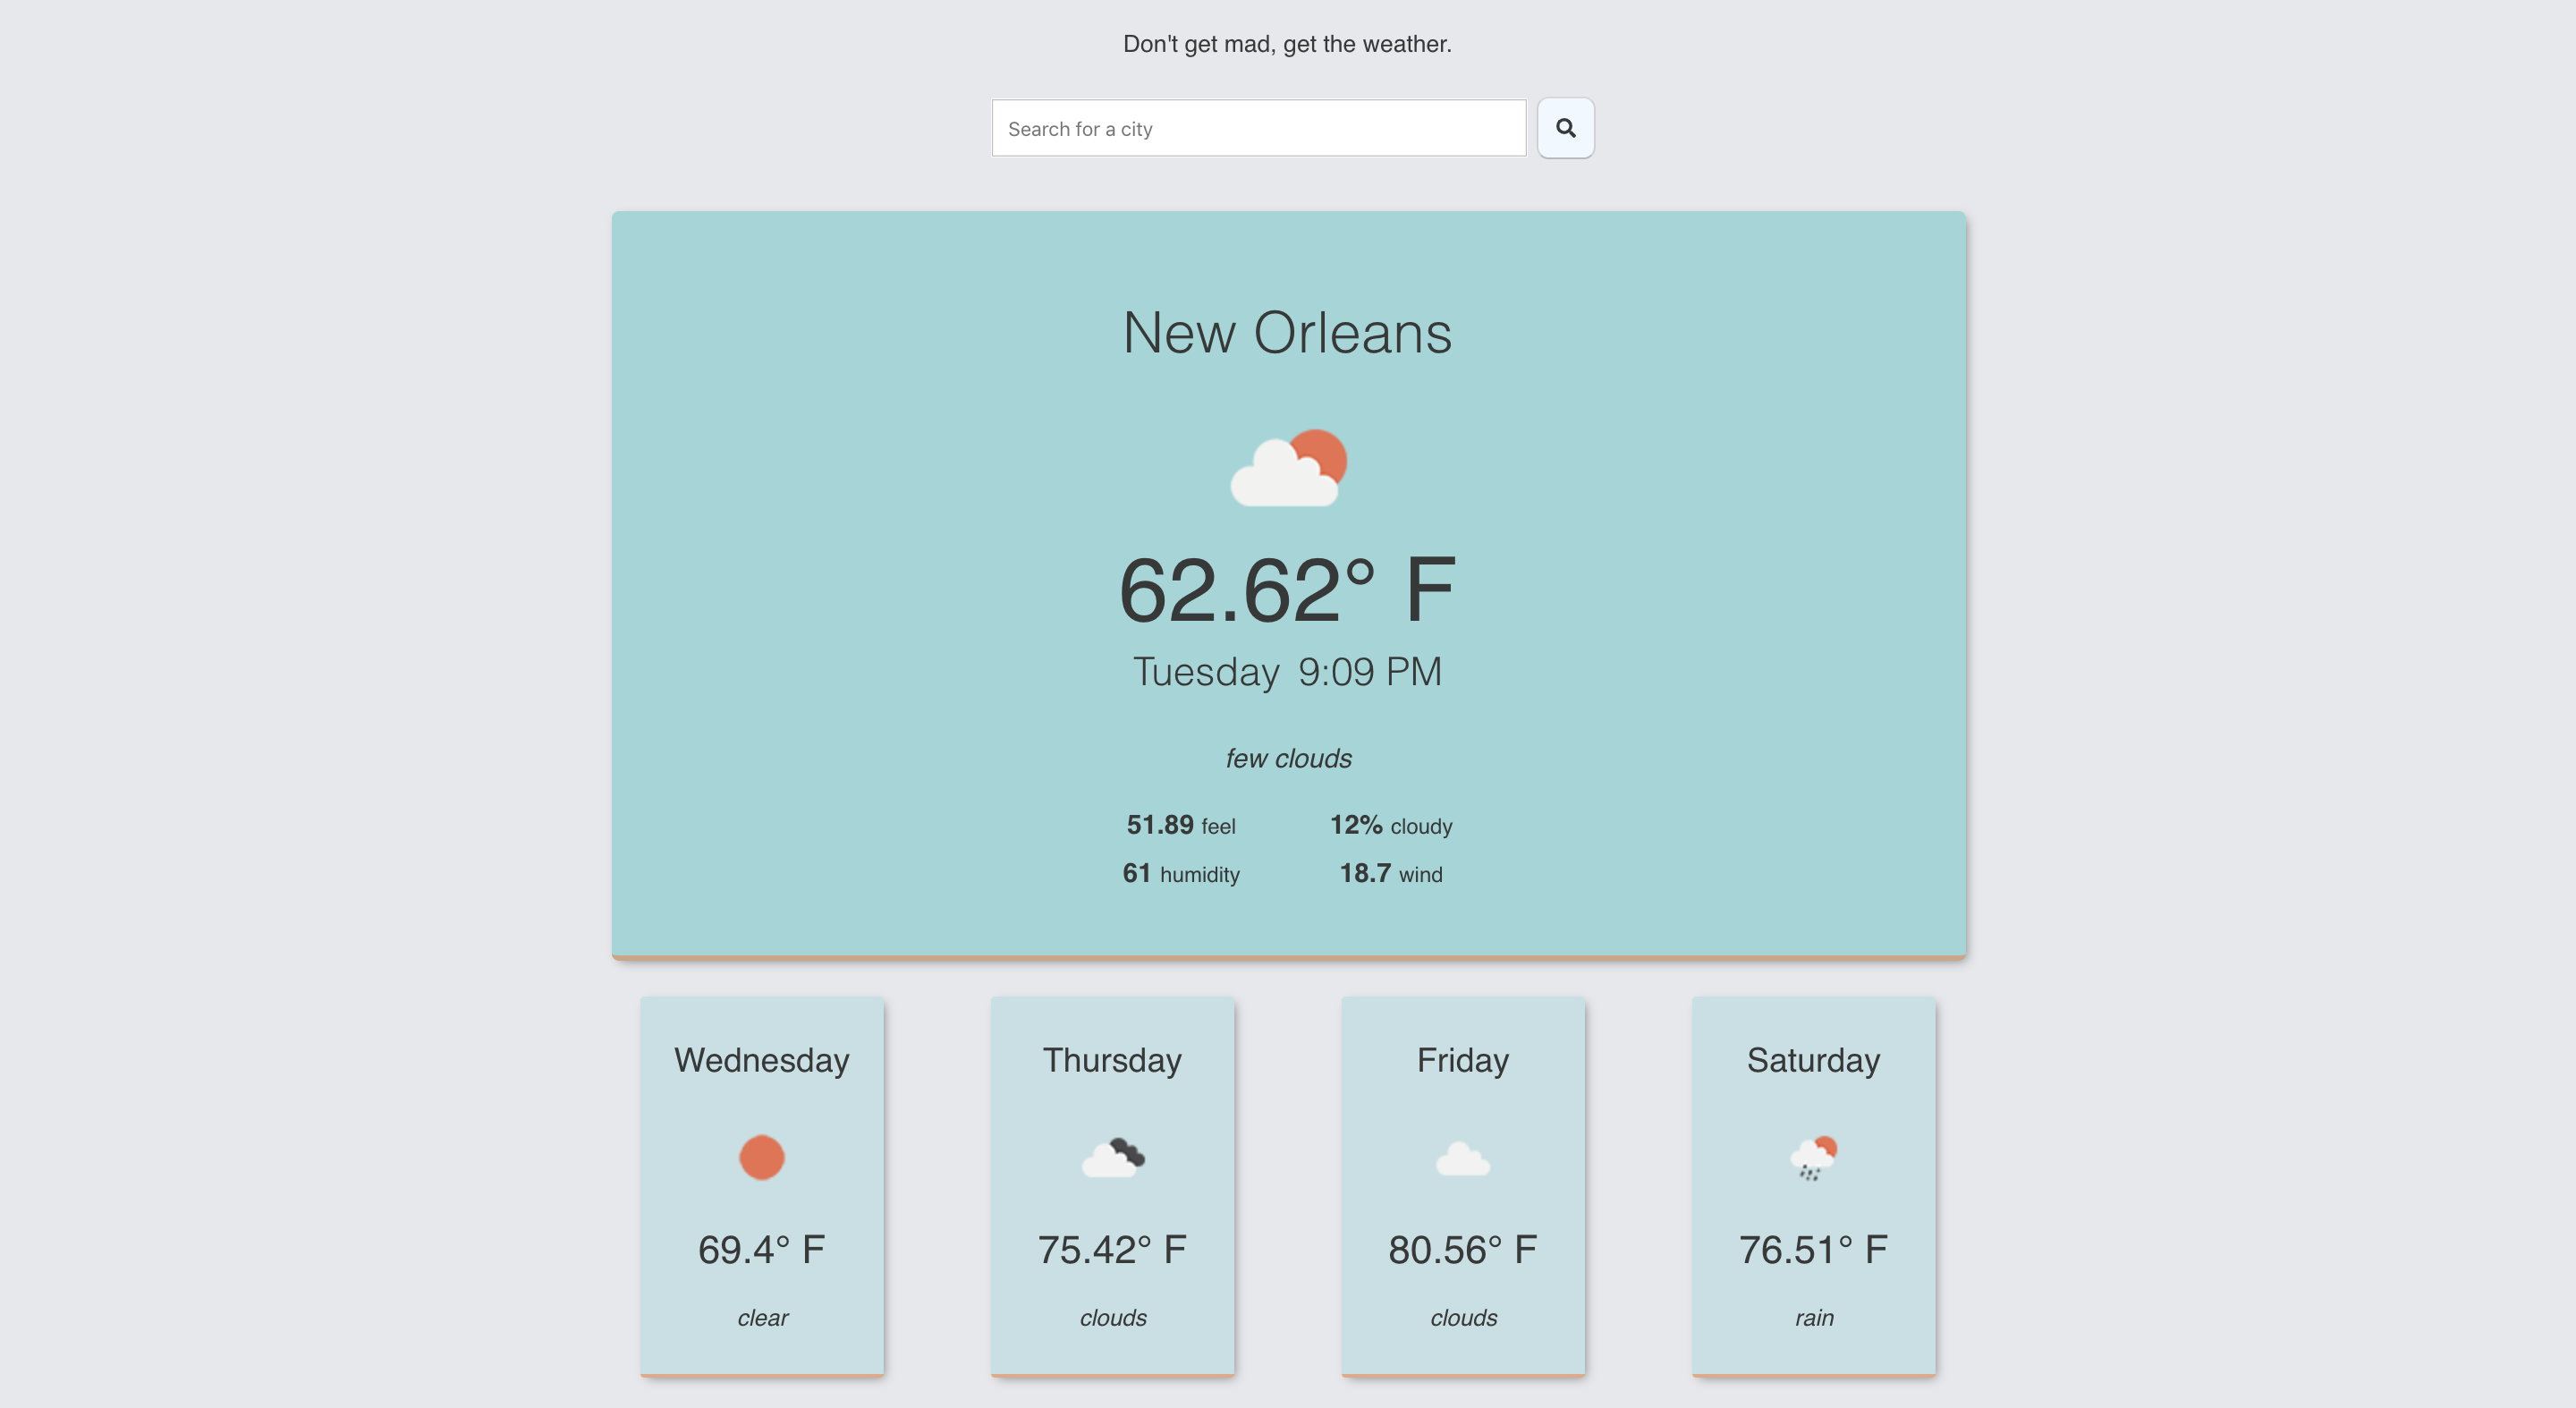 Don't get mad, get the weather.
Search for a city
New Orleans
62.62° F
Tuesday 9:09 PM
few clouds
51.89 feel 12% cloudy
61 humidity 18.7 wind
Wednesday Thursday Friday Saturday
69.4° F 75.42° F 80.56° F 76.51° F
clear clouds clouds rain